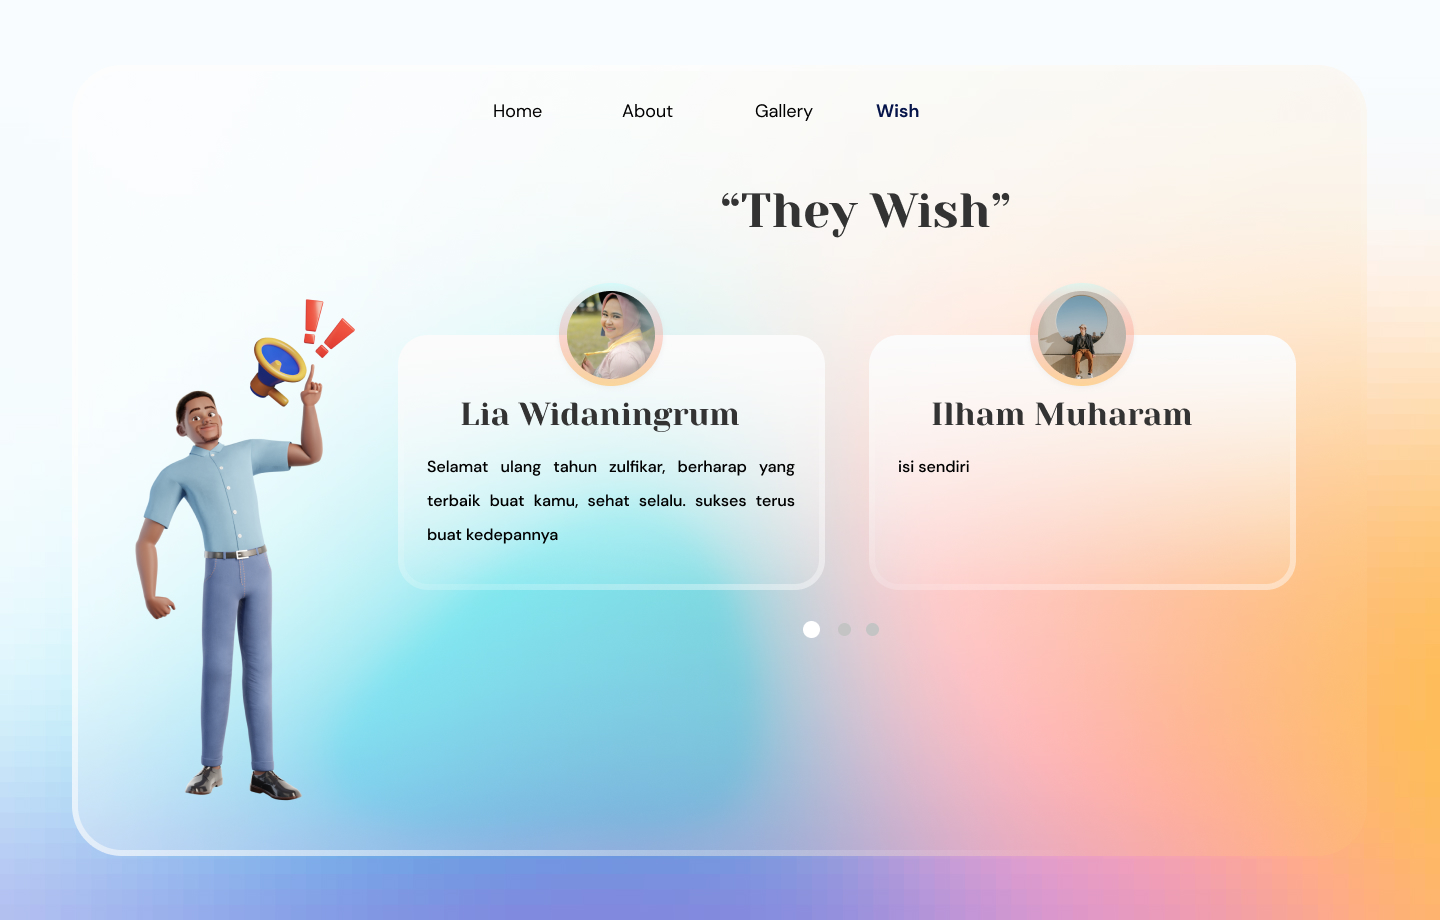 Home About Gallery Wish
“They Wish”
Lia Widaningrum
Selamat ulang tahun zulfikar, berharap yang
terbaik buat kamu, sehat selalu. sukses terus
buat kedepannya
Ilham Muharam
isi sendiri